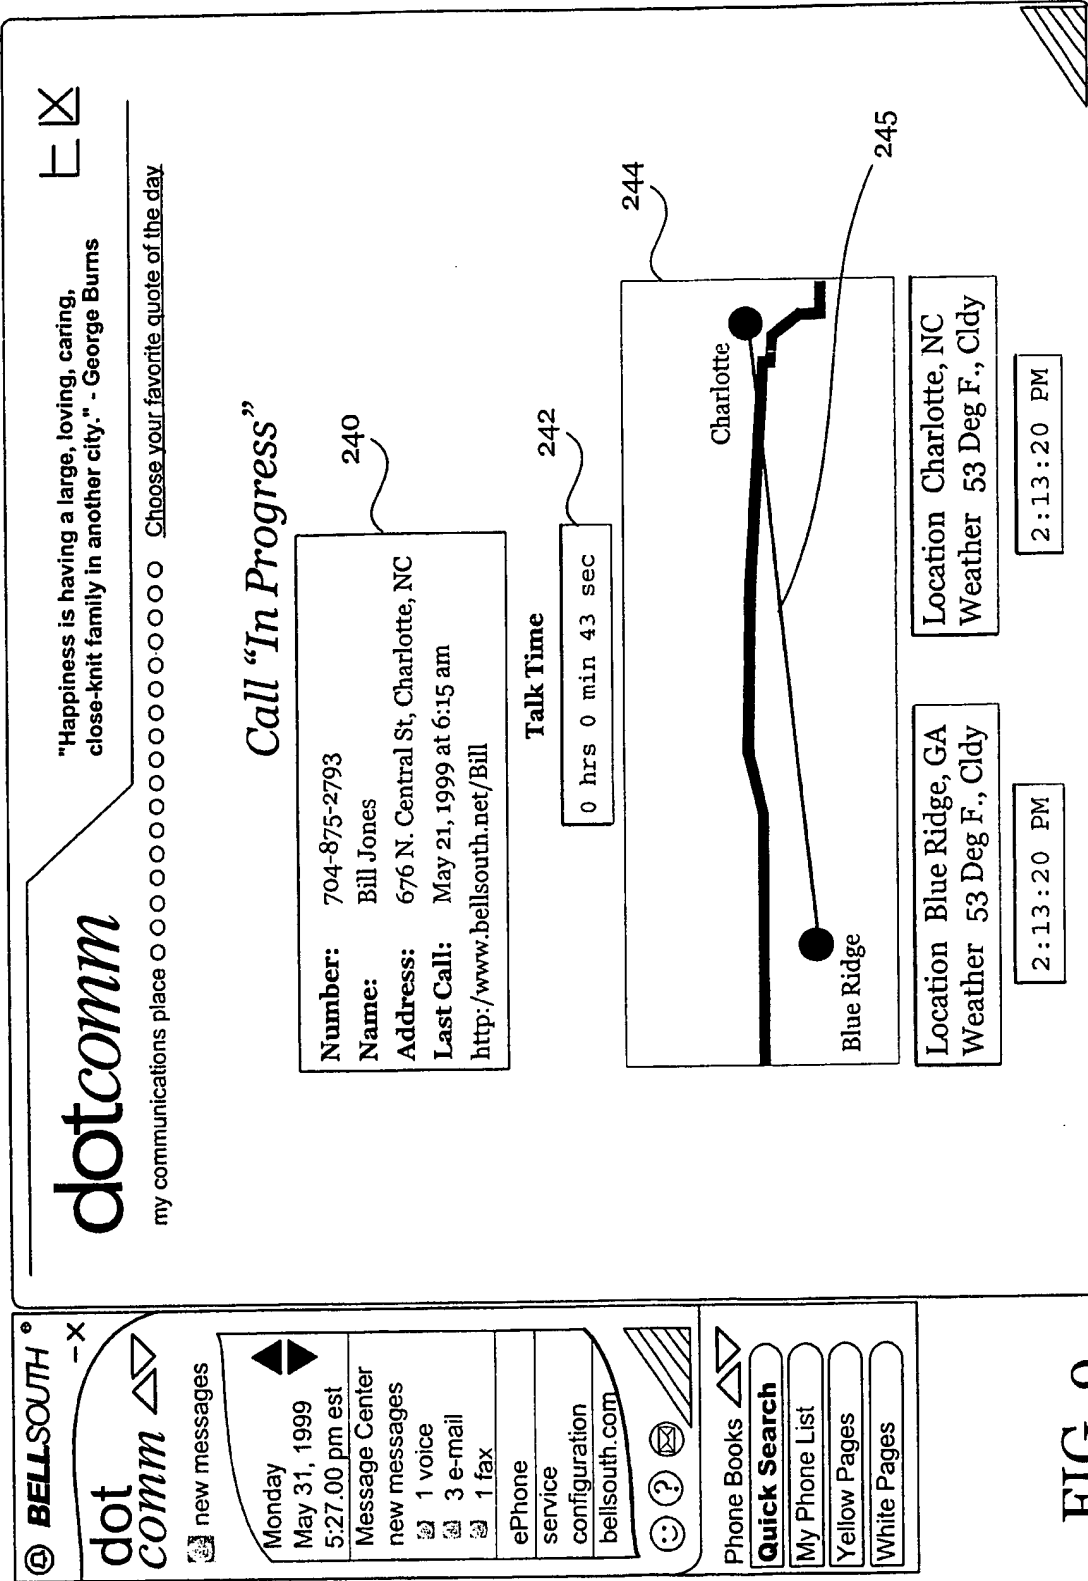 BELLSOUTH ®
– X
dot
comm
new messages
Monday
May 31, 1999
5:27.00 pm est
Message Center
new messages
1 voice
3 e-mail
1 fax
ePhone
service
configuration
bellsouth.com
Phone Books
Quick Search
My Phone List
Yellow Pages
White Pages
dotcomm
"Happiness is having a large, loving, caring,
close-knit family in another city." - George Burns
my communications place
Choose your favorite quote of the day
Call “In Progress”
Number: 704-875-2793
Name: Bill Jones
Address: 676 N. Central St, Charlotte, NC
Last Call: May 21, 1999 at 6:15 am
http:/www.bellsouth.net/Bill
240
Talk Time
0 hrs 0 min 43 sec
242
244
Charlotte
Blue Ridge
245
Location Blue Ridge, GA
Weather 53 Deg F., Cldy
2:13:20 PM
Location Charlotte, NC
Weather 53 Deg F., Cldy
2:13:20 PM
FIG